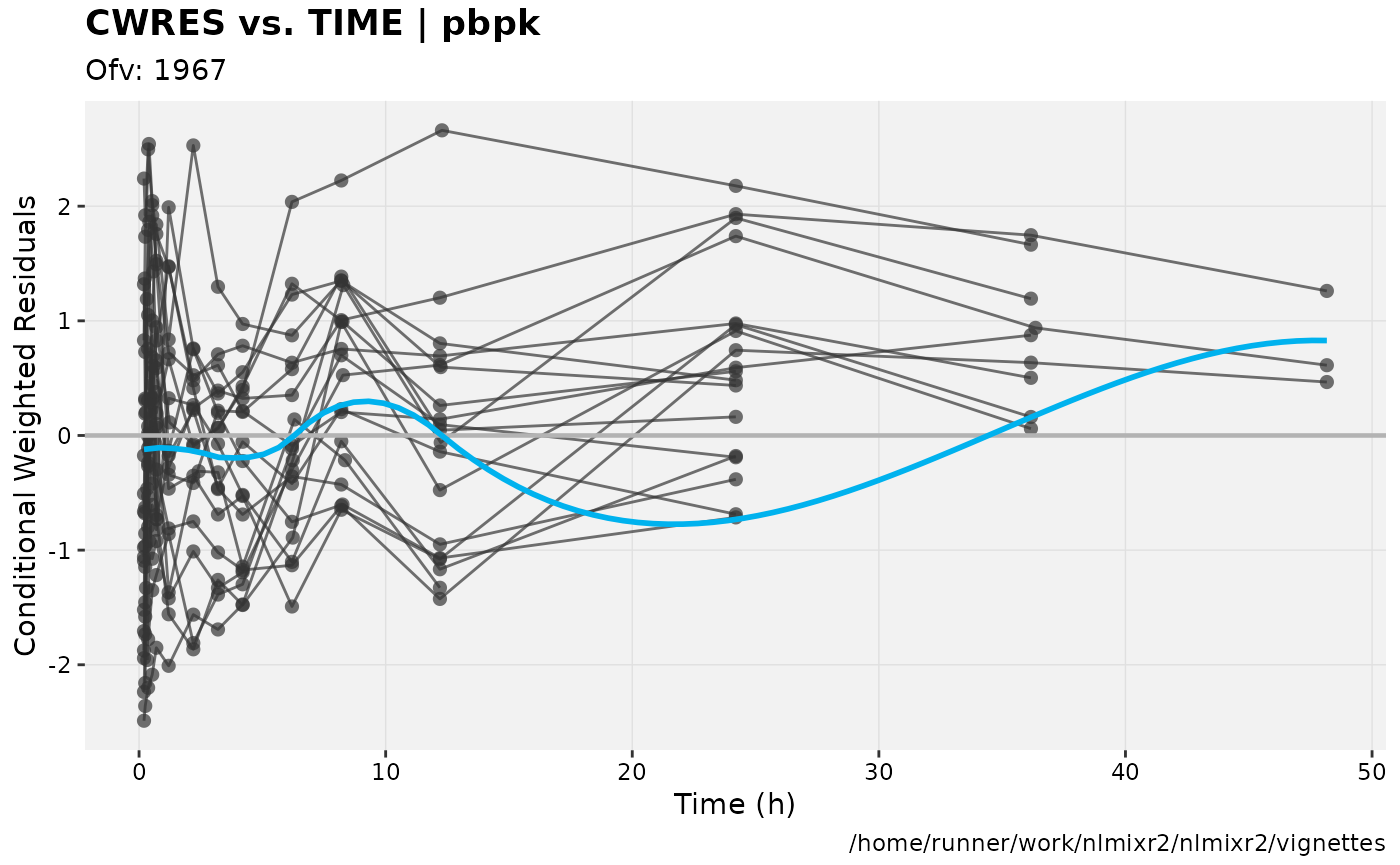 CWRES vs. TIME | pbpk
Ofv: 1967
Conditional Weighted Residuals
2
1
0
-1
-2
0 10 20 30 40 50
Time (h)
/home/runner/work/nlmixr2/nlmixr2/vignettes